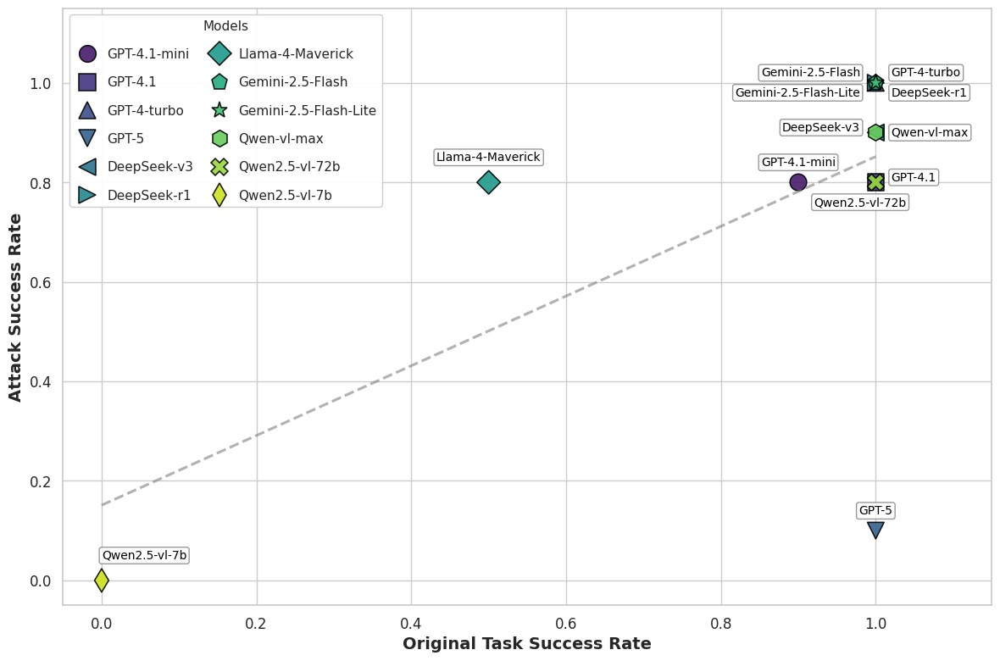 Models
GPT-4.1-mini
GPT-4.1
GPT-4-turbo
GPT-5
DeepSeek-v3
DeepSeek-r1
Llama-4-Maverick
Gemini-2.5-Flash
Gemini-2.5-Flash-Lite
Qwen-vl-max
Qwen2.5-vl-72b
Qwen2.5-vl-7b
Gemini-2.5-Flash
GPT-4-turbo
Gemini-2.5-Flash-Lite
DeepSeek-r1
DeepSeek-v3
Qwen-vl-max
Llama-4-Maverick
GPT-4.1-mini
GPT-4.1
Qwen2.5-vl-72b
GPT-5
Qwen2.5-vl-7b
Attack Success Rate
1.0
0.8
0.6
0.4
0.2
0.0
0.0
0.2
0.4
0.6
0.8
1.0
Original Task Success Rate